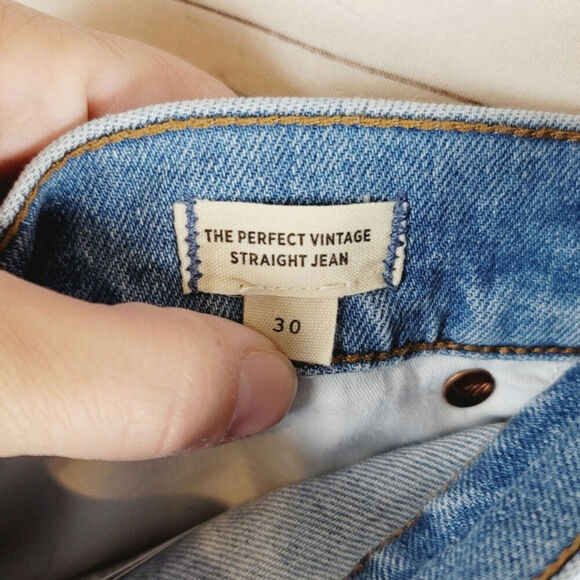 THE PERFECT VINTAGE
STRAIGHT JEAN
30